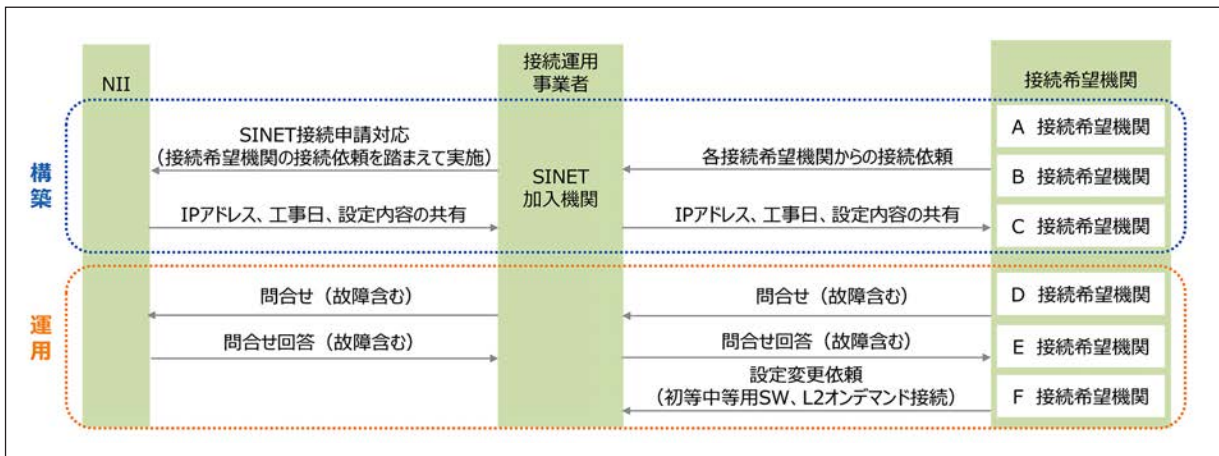 NII
接続運用
事業者
接続希望機関
構築
SINET接続申請対応
(接続希望機関の接続依頼を踏まえて実施)
各接続希望機関からの接続依頼
SINET
加入機関
A 接続希望機関
B 接続希望機関
IPアドレス、工事日、設定内容の共有
IPアドレス、工事日、設定内容の共有
C 接続希望機関
運用
問合せ(故障含む)
問合せ(故障含む)
D 接続希望機関
問合せ回答(故障含む)
問合せ回答(故障含む)
E 接続希望機関
設定変更依頼
(初等中等用SW、L2オンデマンド接続)
F 接続希望機関